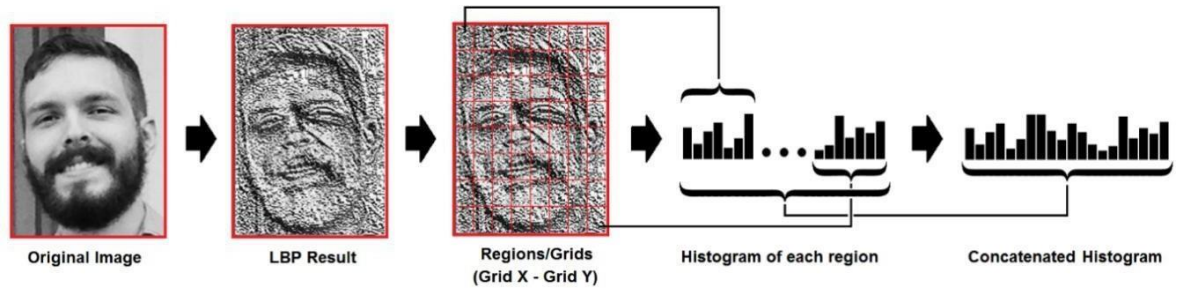 Original Image
LBP Result
Regions/Grids
(Grid X - Grid Y)
Histogram of each region
Concatenated Histogram